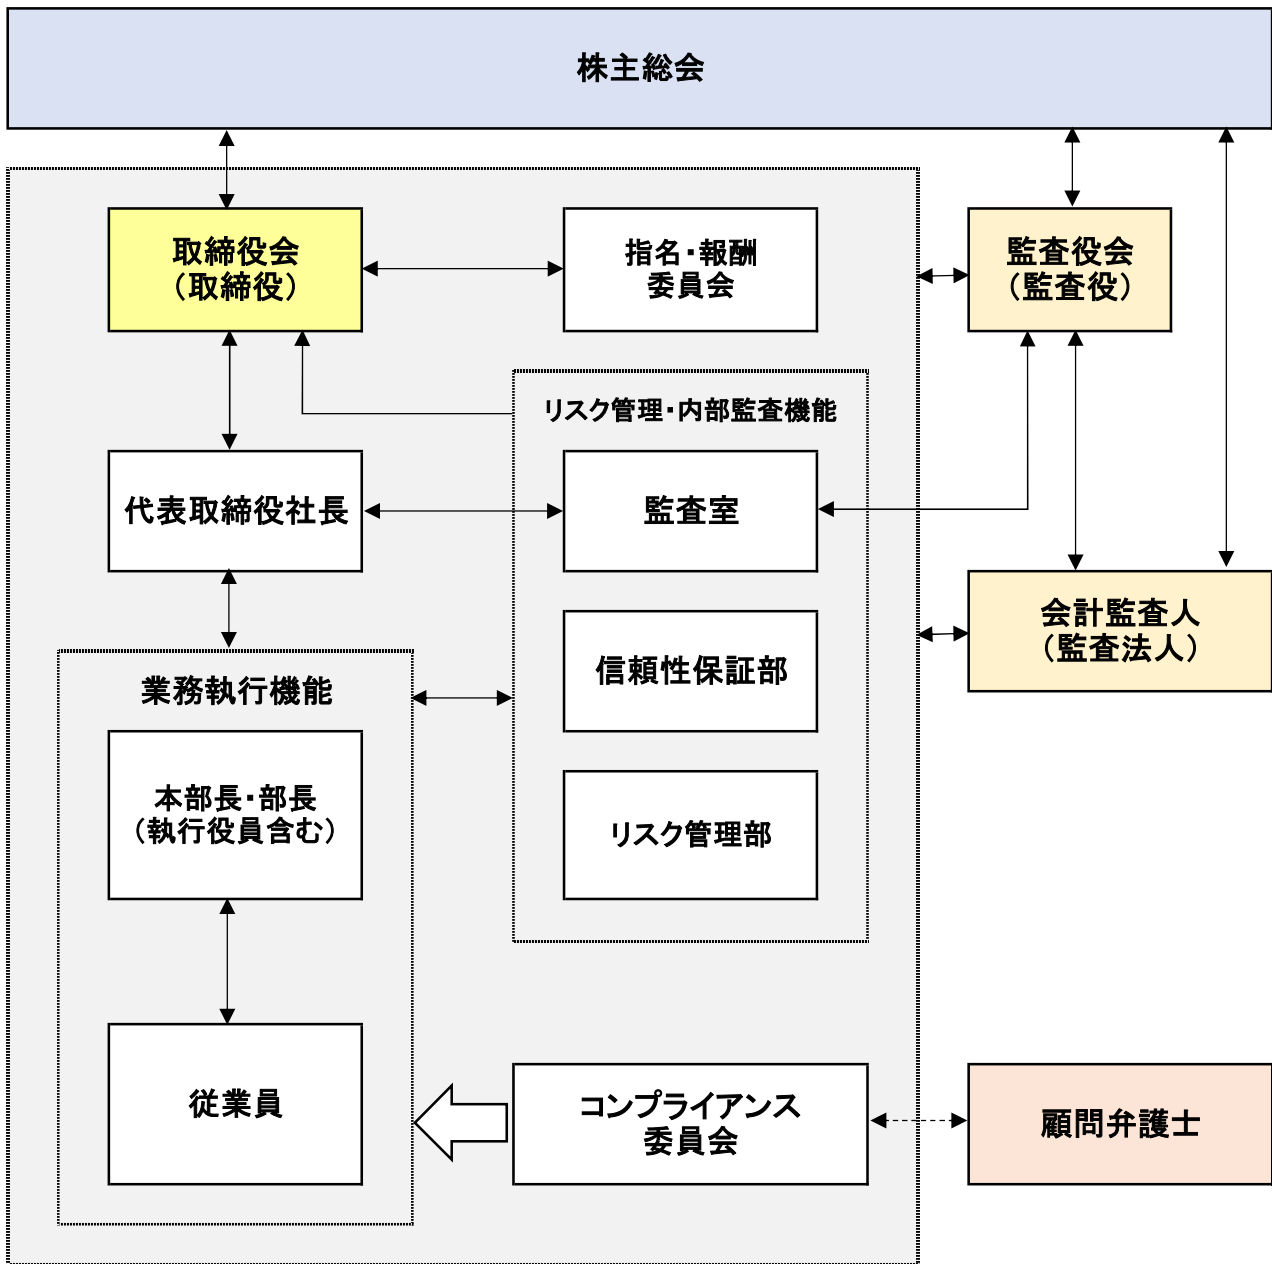 株主総会
取締役会
（取締役）
指名・報酬
委員会
監査役会
（監査役）
リスク管理・内部監査機能
代表取締役社長
監査室
会計監査人
（監査法人）
信頼性保証部
業務執行機能
本部長・部長
（執行役員含む）
リスク管理部
従業員
コンプライアンス
委員会
顧問弁護士